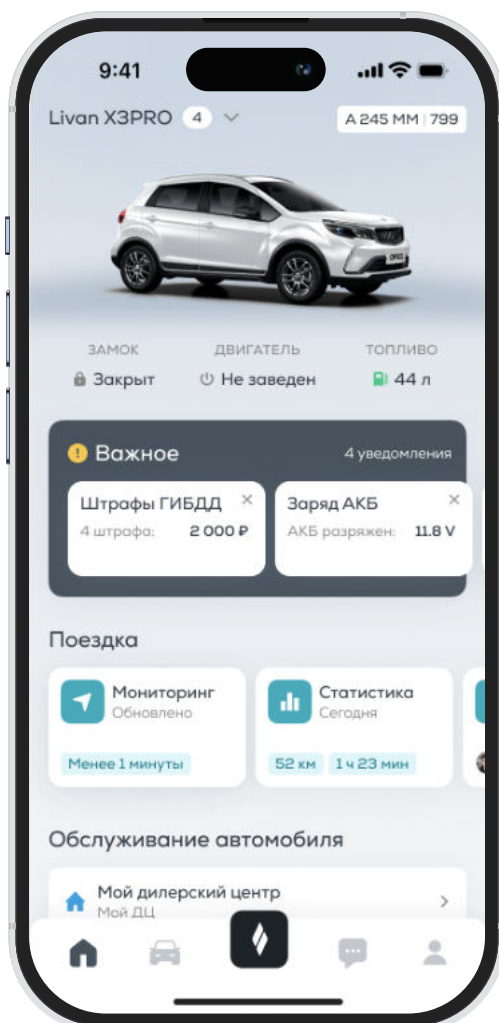 9:41
Livan X3PRO 4
A 245 MM 799
ЗАМОК ДВИГАТЕЛЬ ТОПЛИВО
Закрыт Не заведен 44 л
Важное 4 уведомления
Штрафы ГИБДД
4 штрафа: 2 000 ₽
Заряд АКБ
АКБ разряжен: 11.8 V
Поездка
Мониторинг
Обновлено
Менее 1 минуты
Статистика
Сегодня
52 км 1 ч 23 мин
Обслуживание автомобиля
Мой дилерский центр
Мой ДЦ